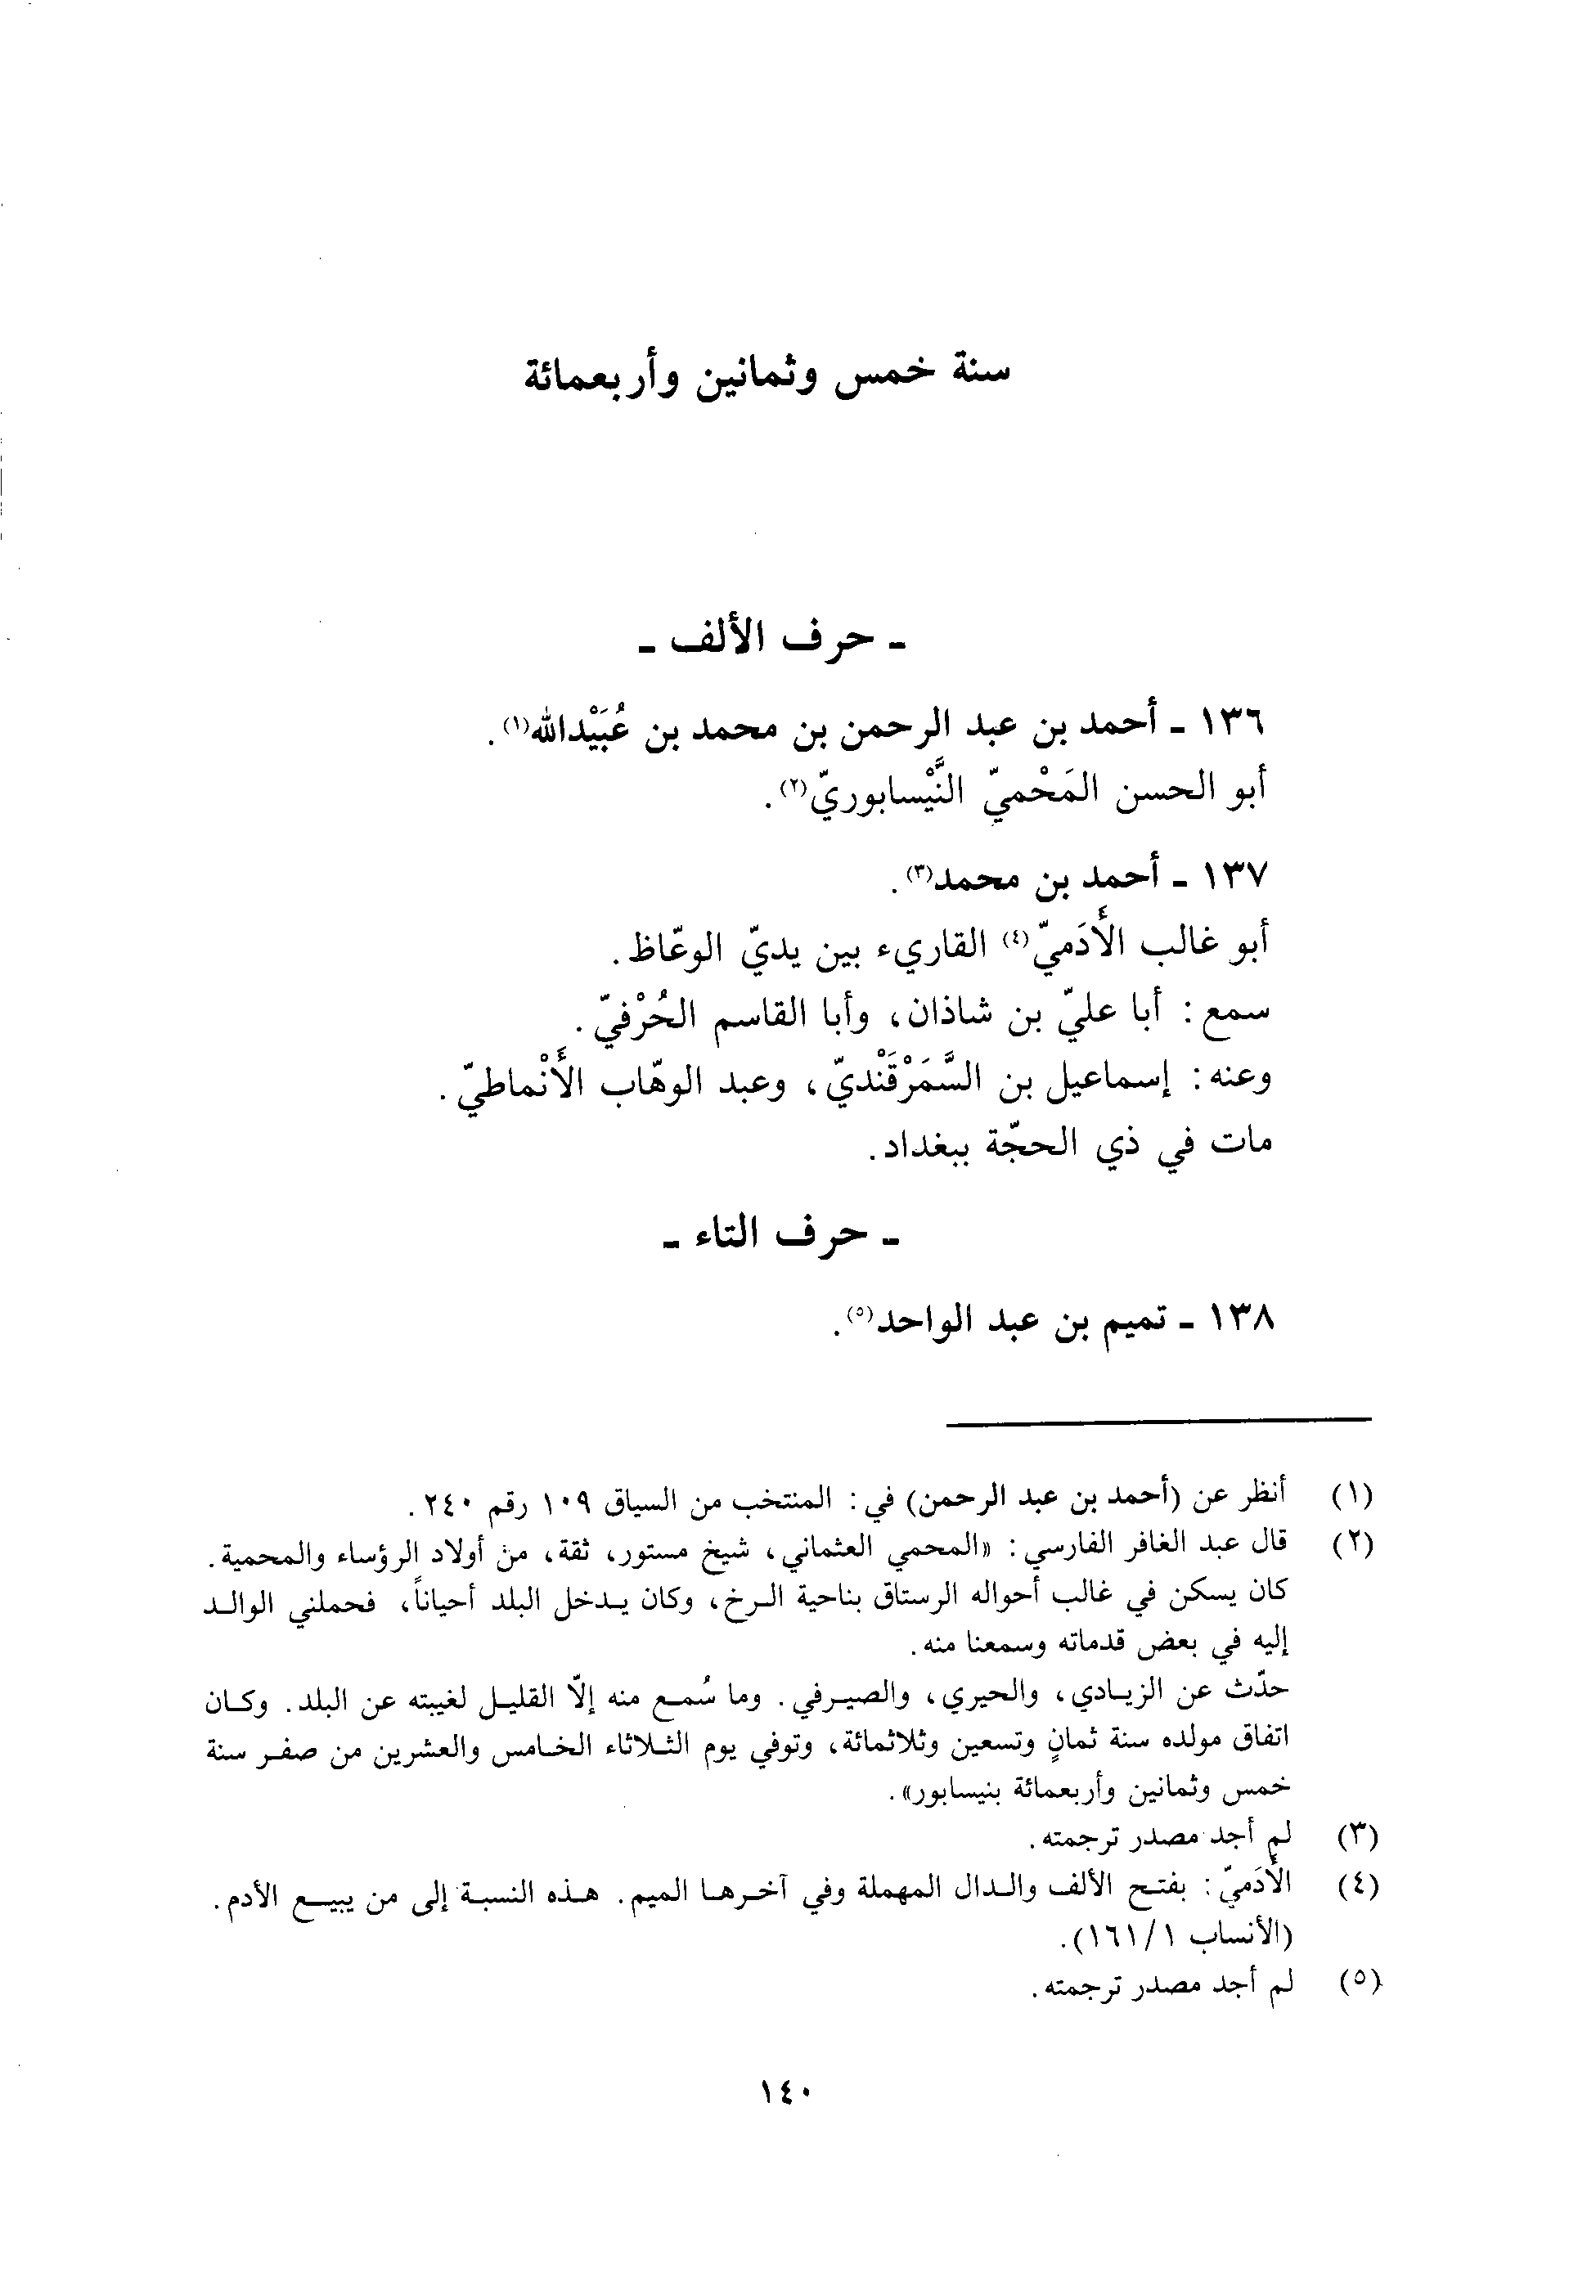 سنة خمس وثمانين وأربعمائة
ـ حرف الألف ـ
١٣٦ ـ أحمد بن عبد الرحمن بن محمد بن عُبَيْدالله(١).
أبو الحسن المَحْميّ النَّيْسابوريّ(٢).
١٣٧ ـ أحمد بن محمد(٣).
أبو غالب الأَدَميّ(٤) القاريء بين يديّ الوعّاظ.
سمع: أبا عليّ بن شاذان، وأبا القاسم الحُرْفيّ.
وعنه: إسماعيل بن السَّمَرْقَنْديّ، وعبد الوهّاب الأَنْماطيّ.
مات في ذي الحجّة ببغداد.
ـ حرف التاء ـ
١٣٨ ـ تميم بن عبد الواحد(٥).
(١) أنظر عن (أحمد بن عبد الرحمن) في: المنتخب من السياق ١٠٩ رقم ٢٤٠.
(٢) قال عبد الغافر الفارسي: «المحمي العثماني، شيخ مستور، ثقة، من أولاد الرؤساء والمحمية.
كان يسكن في غالب أحواله الرستاق بناحية الرخ، وكان يدخل البلد أحياناً، فحملني الوالد
إليه في بعض قدماته وسمعنا منه.
حدّث عن الزيادي، والحيري، والصيرفي. وما سُمع منه إلّا القليل لغيبته عن البلد. وكان
اتفاق مولده سنة ثمانٍ وتسعين وثلاثمائة، وتوفي يوم الثلاثاء الخامس والعشرين من صفر سنة
خمس وثمانين وأربعمائة بنيسابور».
(٣) لم أجد مصدر ترجمته.
(٤) الأَدَميّ: بفتح الألف والدال المهملة وفي آخرها الميم. هذه النسبة إلى من يبيع الأدم.
(الأنساب ١/١٦١).
(٥) لم أجد مصدر ترجمته.
١٤٠